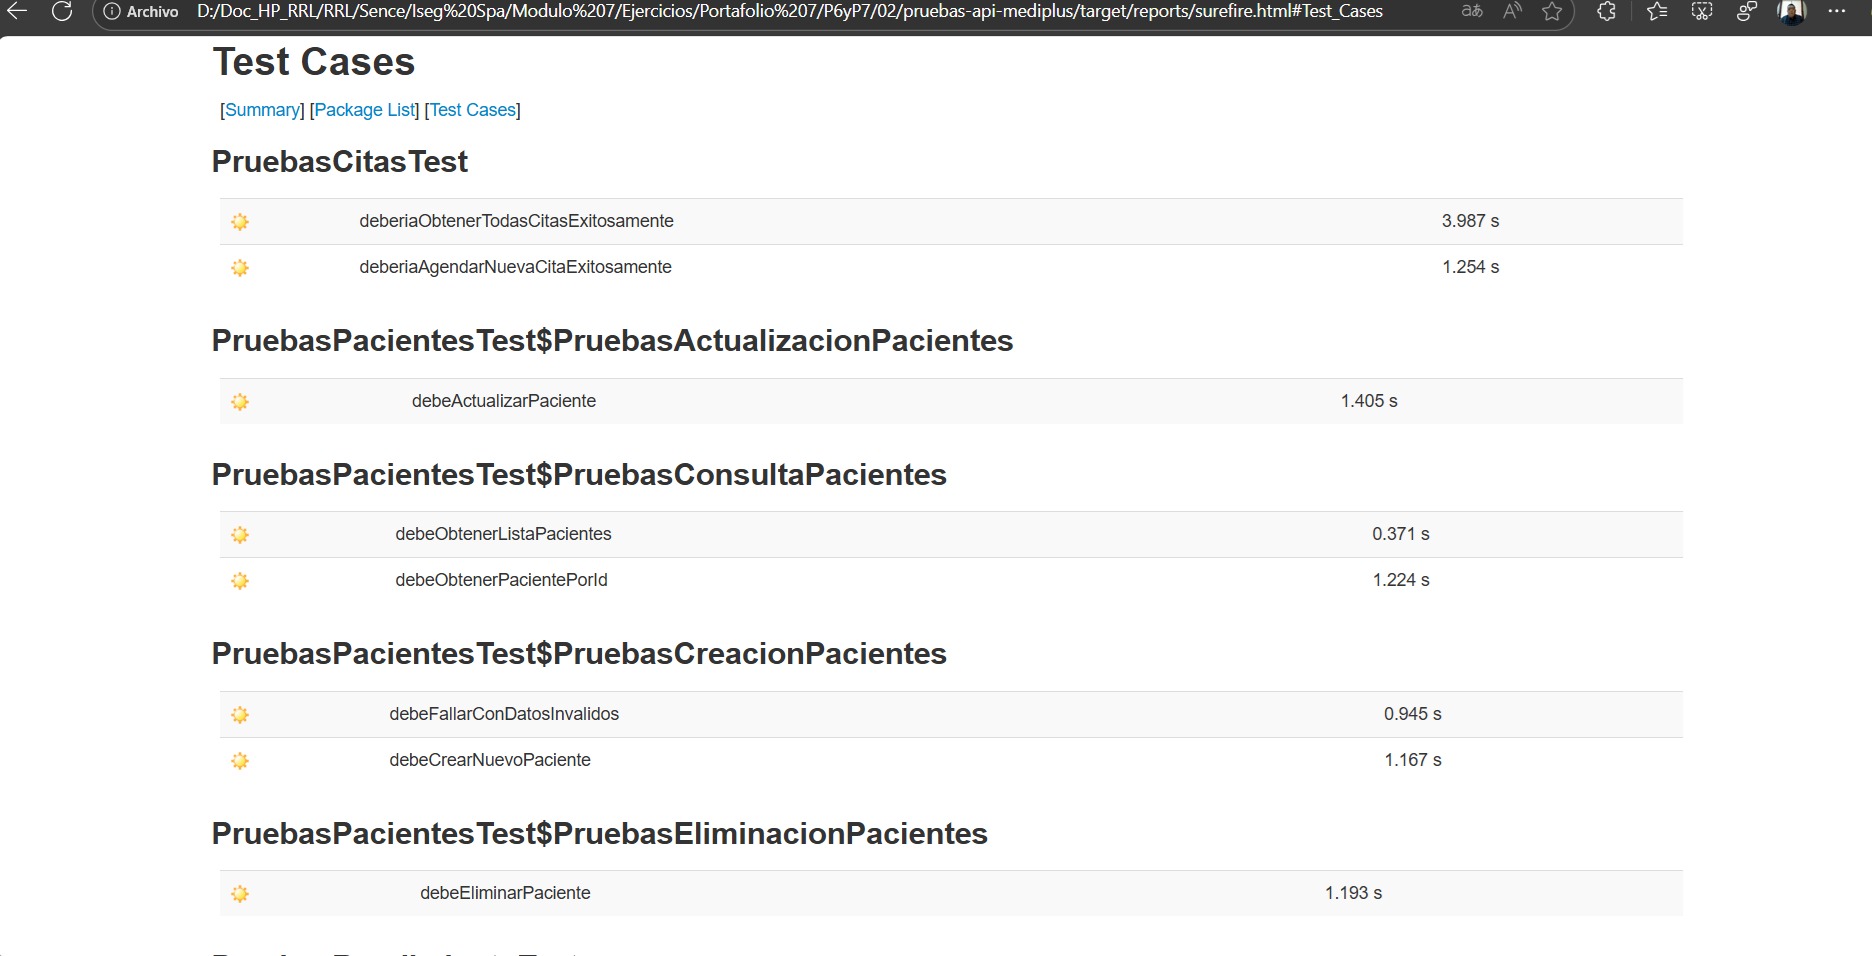 Archivo D:/Doc_HP_RRL/RRL/Sence/Iseg%20Spa/Modulo%207/Ejercicios/Portafolio%207/P6yP7/02/pruebas-api-mediplus/target/reports/surefire.html#Test_Cases
Test Cases
[Summary] [Package List] [Test Cases]
PruebasCitasTest
deberiaObtenerTodasCitasExitosamente 3.987 s
deberiaAgendarNuevaCitaExitosamente 1.254 s
PruebasPacientesTest$PruebasActualizacionPacientes
debeActualizarPaciente 1.405 s
PruebasPacientesTest$PruebasConsultaPacientes
debeObtenerListaPacientes 0.371 s
debeObtenerPacientePorId 1.224 s
PruebasPacientesTest$PruebasCreacionPacientes
debeFallarConDatosInvalidos 0.945 s
debeCrearNuevoPaciente 1.167 s
PruebasPacientesTest$PruebasEliminacionPacientes
debeEliminarPaciente 1.193 s